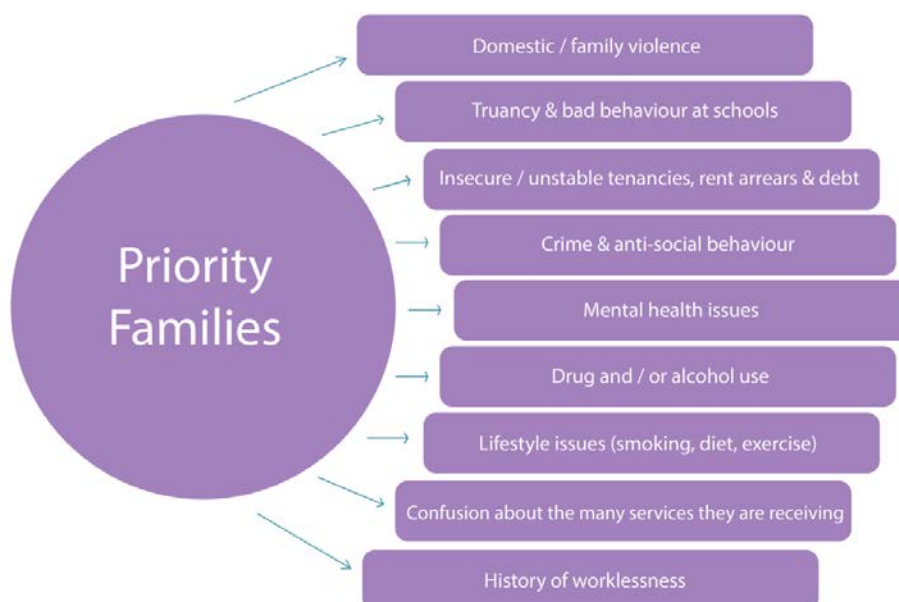 Domestic / family violence
Truancy & bad behaviour at schools
Insecure / unstable tenancies, rent arrears & debt
Crime & anti-social behaviour
Priority
Families
Mental health issues
Drug and / or alcohol use
Lifestyle issues (smoking, diet, exercise)
Confusion about the many services they are receiving
History of worklessness